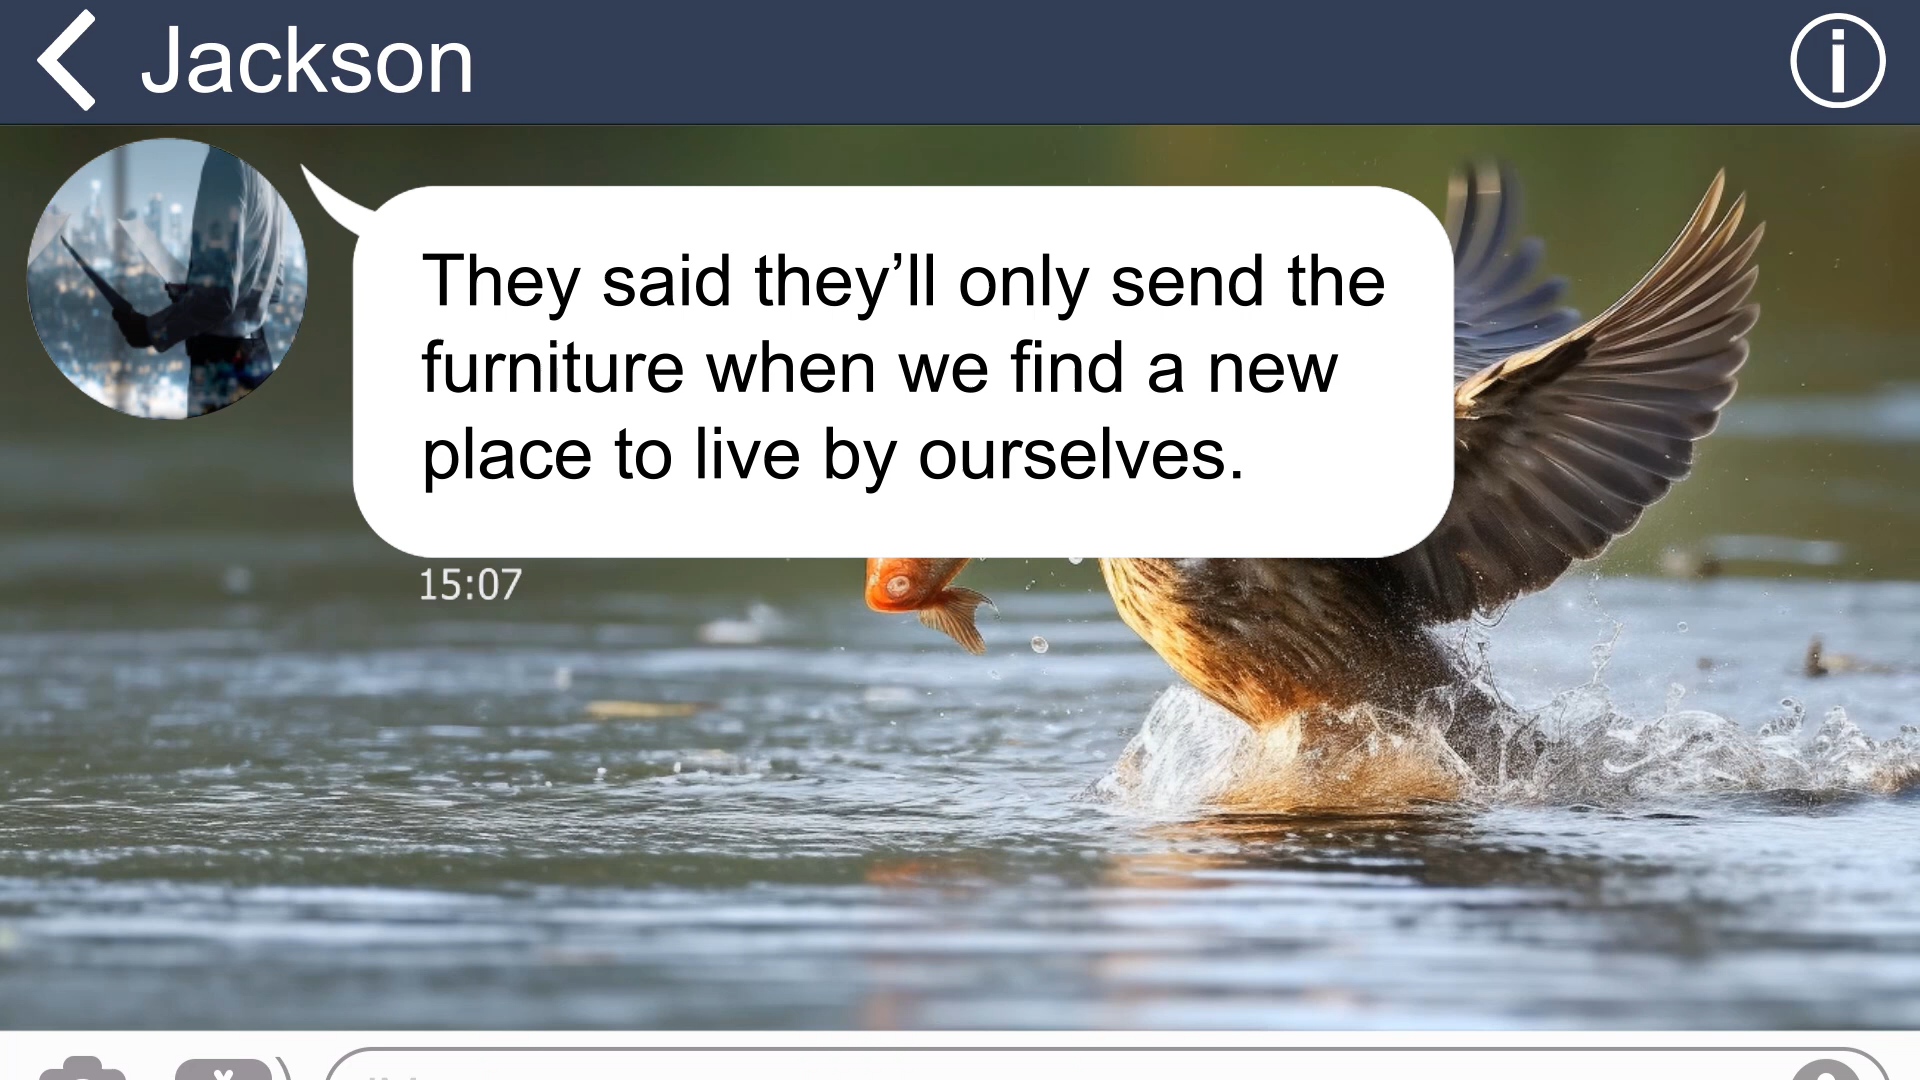 Jackson
They said they’ll only send the
furniture when we find a new
place to live by ourselves.
15:07